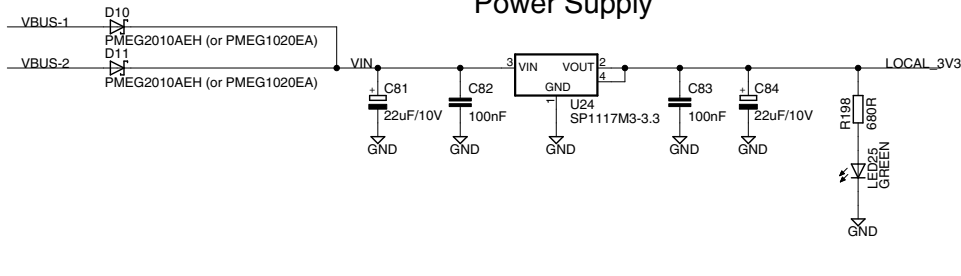 Power Supply
D10
VBUS-1
PMEG2010AEH (or PMEG1020EA)
D11
VBUS-2
PMEG2010AEH (or PMEG1020EA)
VIN
3
VIN
VOUT
2
4
GND
1
U24
SP1117M3-3.3
LOCAL_3V3
+
C81
22uF/10V
GND
C82
100nF
GND
GND
C83
100nF
GND
+
C84
22uF/10V
GND
R198
680R
LED25
GREEN
GND